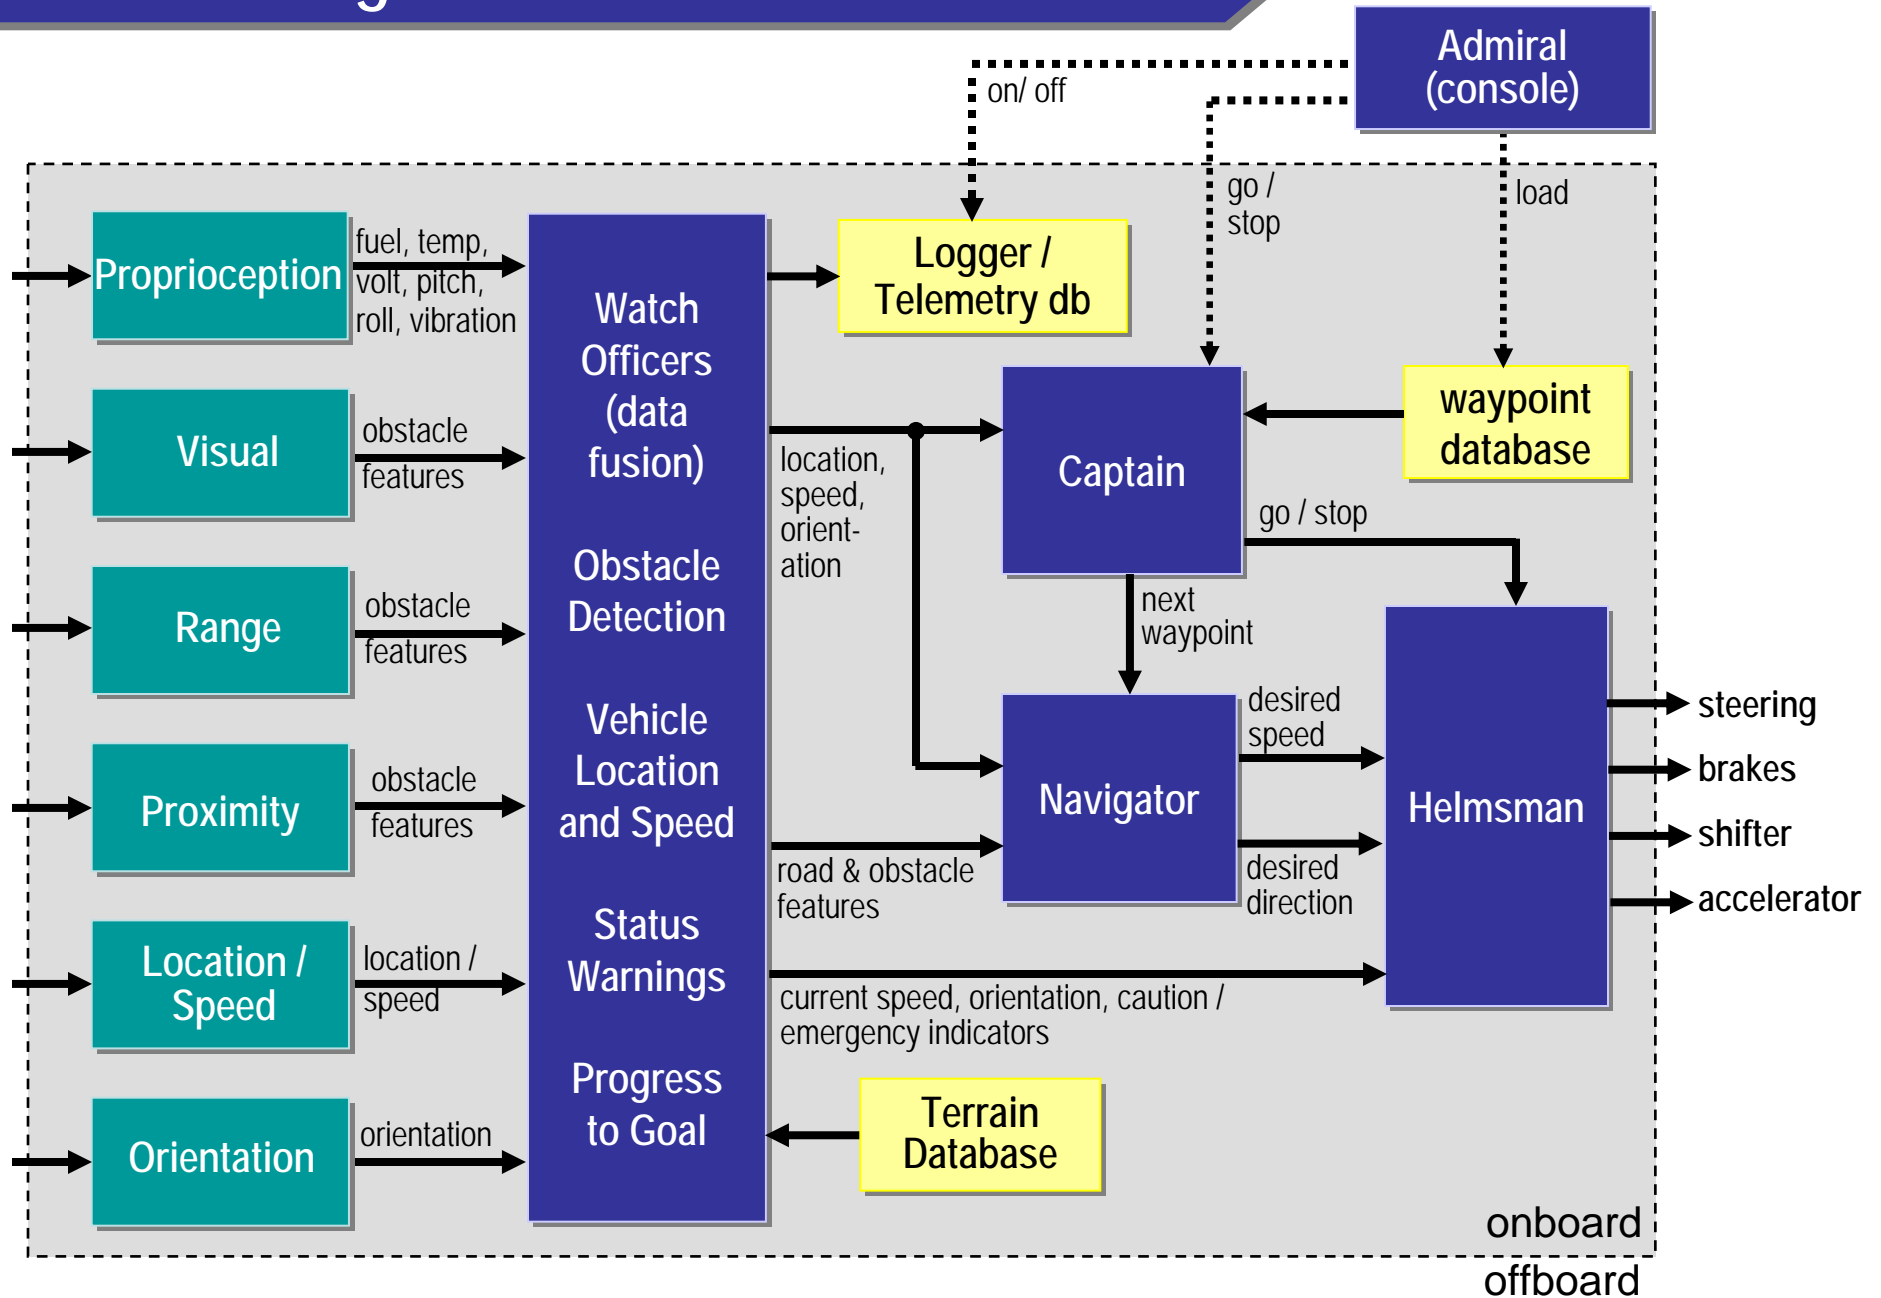 Admiral
(console)
on/ off
go /
stop
load
Proprioception
fuel, temp,
volt, pitch,
roll, vibration
Visual
obstacle
features
Range
obstacle
features
Proximity
obstacle
features
Location /
Speed
location /
speed
Orientation
orientation
Watch
Officers
(data
fusion)
Obstacle
Detection
Vehicle
Location
and Speed
Status
Warnings
Progress
to Goal
Logger /
Telemetry db
location,
speed,
orient-
ation
Captain
waypoint
database
go / stop
next
waypoint
Navigator
desired
speed
desired
direction
road & obstacle
features
Helmsman
current speed, orientation, caution /
emergency indicators
Terrain
Database
steering
brakes
shifter
accelerator
onboard
offboard